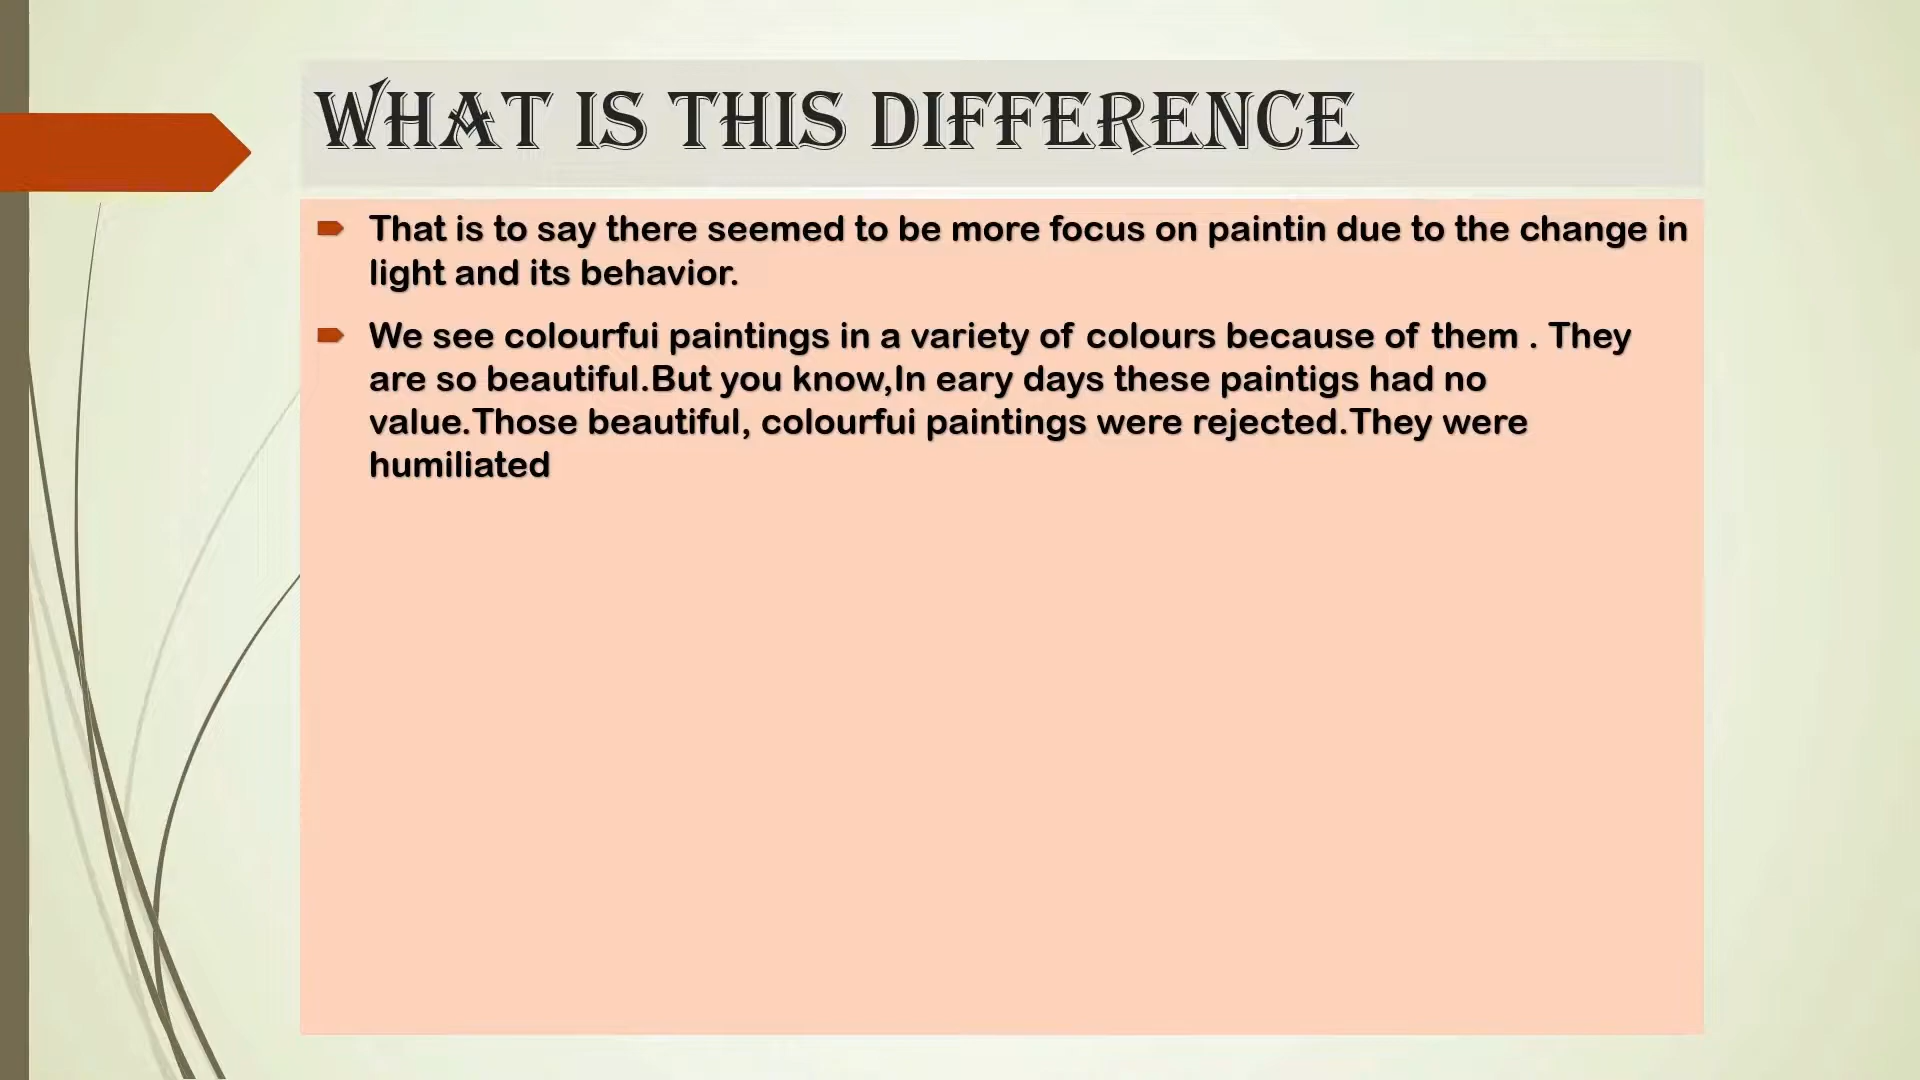 WHAT IS THIS DIFFERENCE
That is to say there seemed to be more focus on paintin due to the change in
light and its behavior.
We see colourfui paintings in a variety of colours because of them . They
are so beautiful.But you know,In eary days these paintigs had no
value.Those beautiful, colourfui paintings were rejected.They were
humiliated